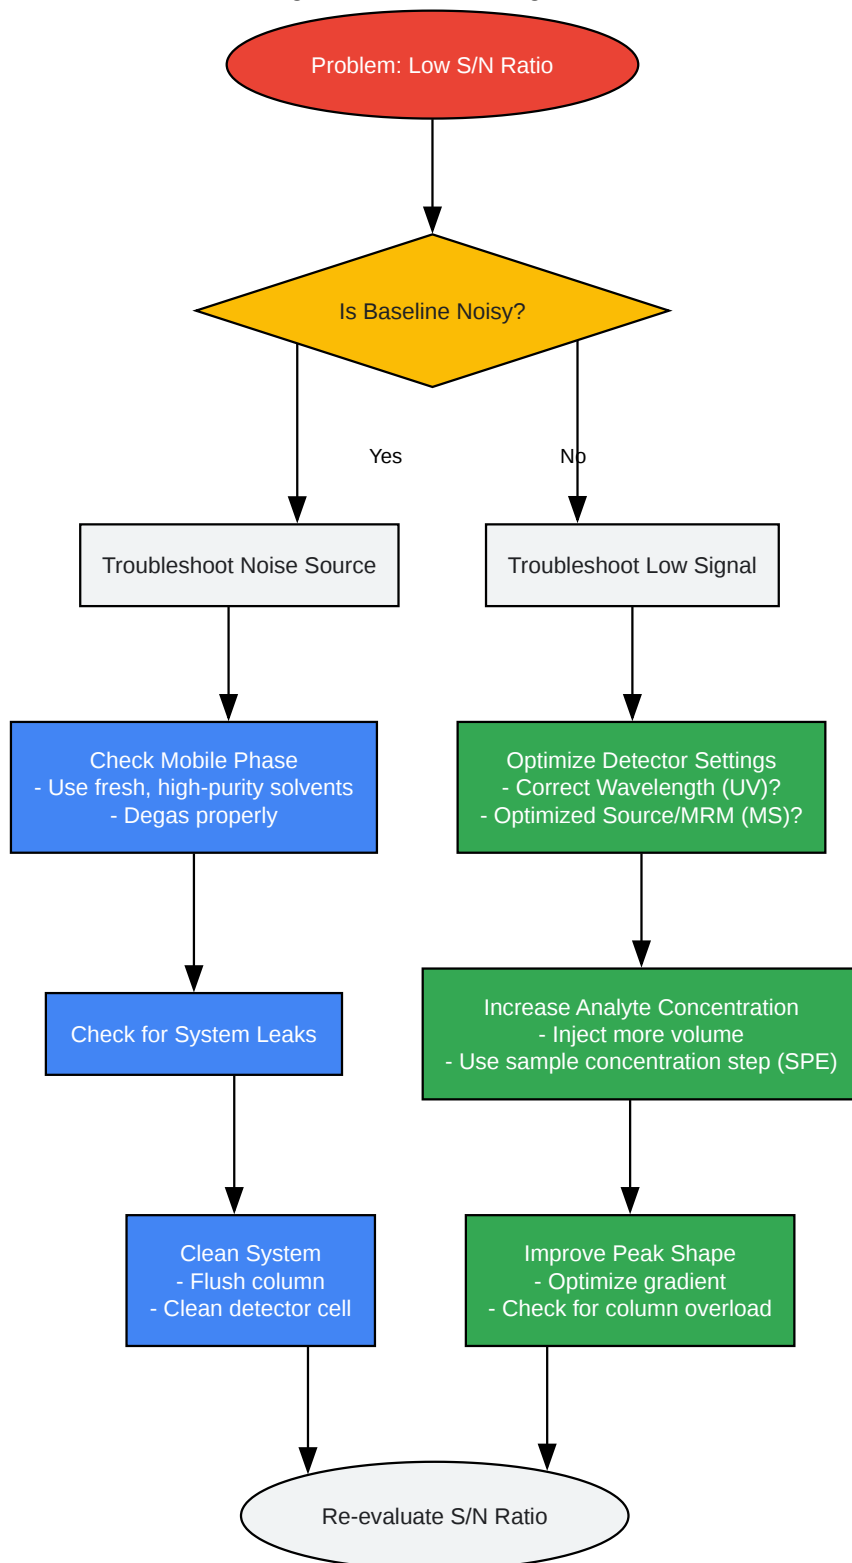 Problem: Low S/N Ratio
Is Baseline Noisy?
Yes
No
Troubleshoot Noise Source
Troubleshoot Low Signal
Check Mobile Phase
- Use fresh, high-purity solvents
- Degas properly
Optimize Detector Settings
- Correct Wavelength (UV)?
- Optimized Source/MRM (MS)?
Check for System Leaks
Increase Analyte Concentration
- Inject more volume
- Use sample concentration step (SPE)
Clean System
- Flush column
- Clean detector cell
Improve Peak Shape
- Optimize gradient
- Check for column overload
Re-evaluate S/N Ratio